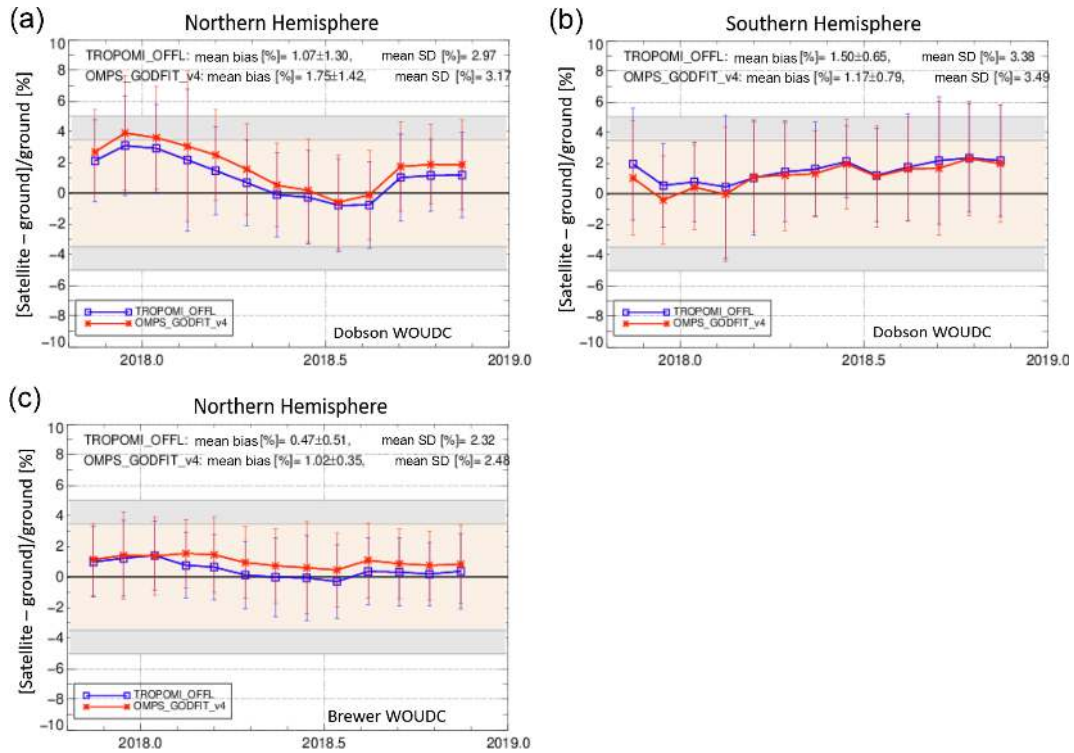 (a)
Northern Hemisphere
[Satellite – ground]/ground [%]
10
8
6
4
2
0
-2
-4
-6
-8
-10
TROPOMI_OFFL: mean bias [%]= 1.07±1.30, mean SD [%]= 2.97
OMPS_GODFIT_v4: mean bias [%]= 1.75±1.42, mean SD [%]= 3.17
TROPOMI_OFFL
OMPS_GODFIT_v4
Dobson WOUDC
2018.0 2018.5 2019.0
(b)
Southern Hemisphere
[Satellite – ground]/ground [%]
10
8
6
4
2
0
-2
-4
-6
-8
-10
TROPOMI_OFFL: mean bias [%]= 1.50±0.65, mean SD [%]= 3.38
OMPS_GODFIT_v4: mean bias [%]= 1.17±0.79, mean SD [%]= 3.49
TROPOMI_OFFL
OMPS_GODFIT_v4
Dobson WOUDC
2018.0 2018.5 2019.0
(c)
Northern Hemisphere
[Satellite – ground]/ground [%]
10
8
6
4
2
0
-2
-4
-6
-8
-10
TROPOMI_OFFL: mean bias [%]= 0.47±0.51, mean SD [%]= 2.32
OMPS_GODFIT_v4: mean bias [%]= 1.02±0.35, mean SD [%]= 2.48
TROPOMI_OFFL
OMPS_GODFIT_v4
Brewer WOUDC
2018.0 2018.5 2019.0